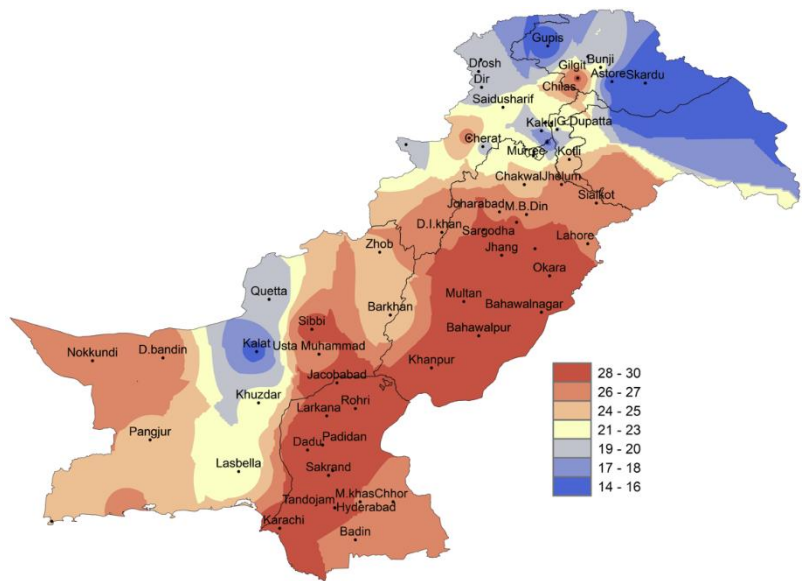 Gupis
Drosh
Dir
Gilgit
Bunji
Astore
Skardu
Chilas
Saidusharif
Kakul
G.Dupatta
Cherat
Murree
Kotli
Chakwal
Jhelum
Sialkot
Joharabad
M.B.Din
D.I.khan
Sargodha
Lahore
Zhob
Jhang
Okara
Quetta
Multan
Barkhan
Bahawalnagar
Sibbi
Bahawalpur
Nokkundi
D.bandin
Kalat
Usta Muhammad
Khanpur
Jacobabad
Khuzdar
Larkana
Rohri
Pangjur
Dadu
Padidan
Lasbella
Sakrand
Tandojam
M.khas
Chhor
Hyderabad
Karachi
Badin
28 - 30
26 - 27
24 - 25
21 - 23
19 - 20
17 - 18
14 - 16